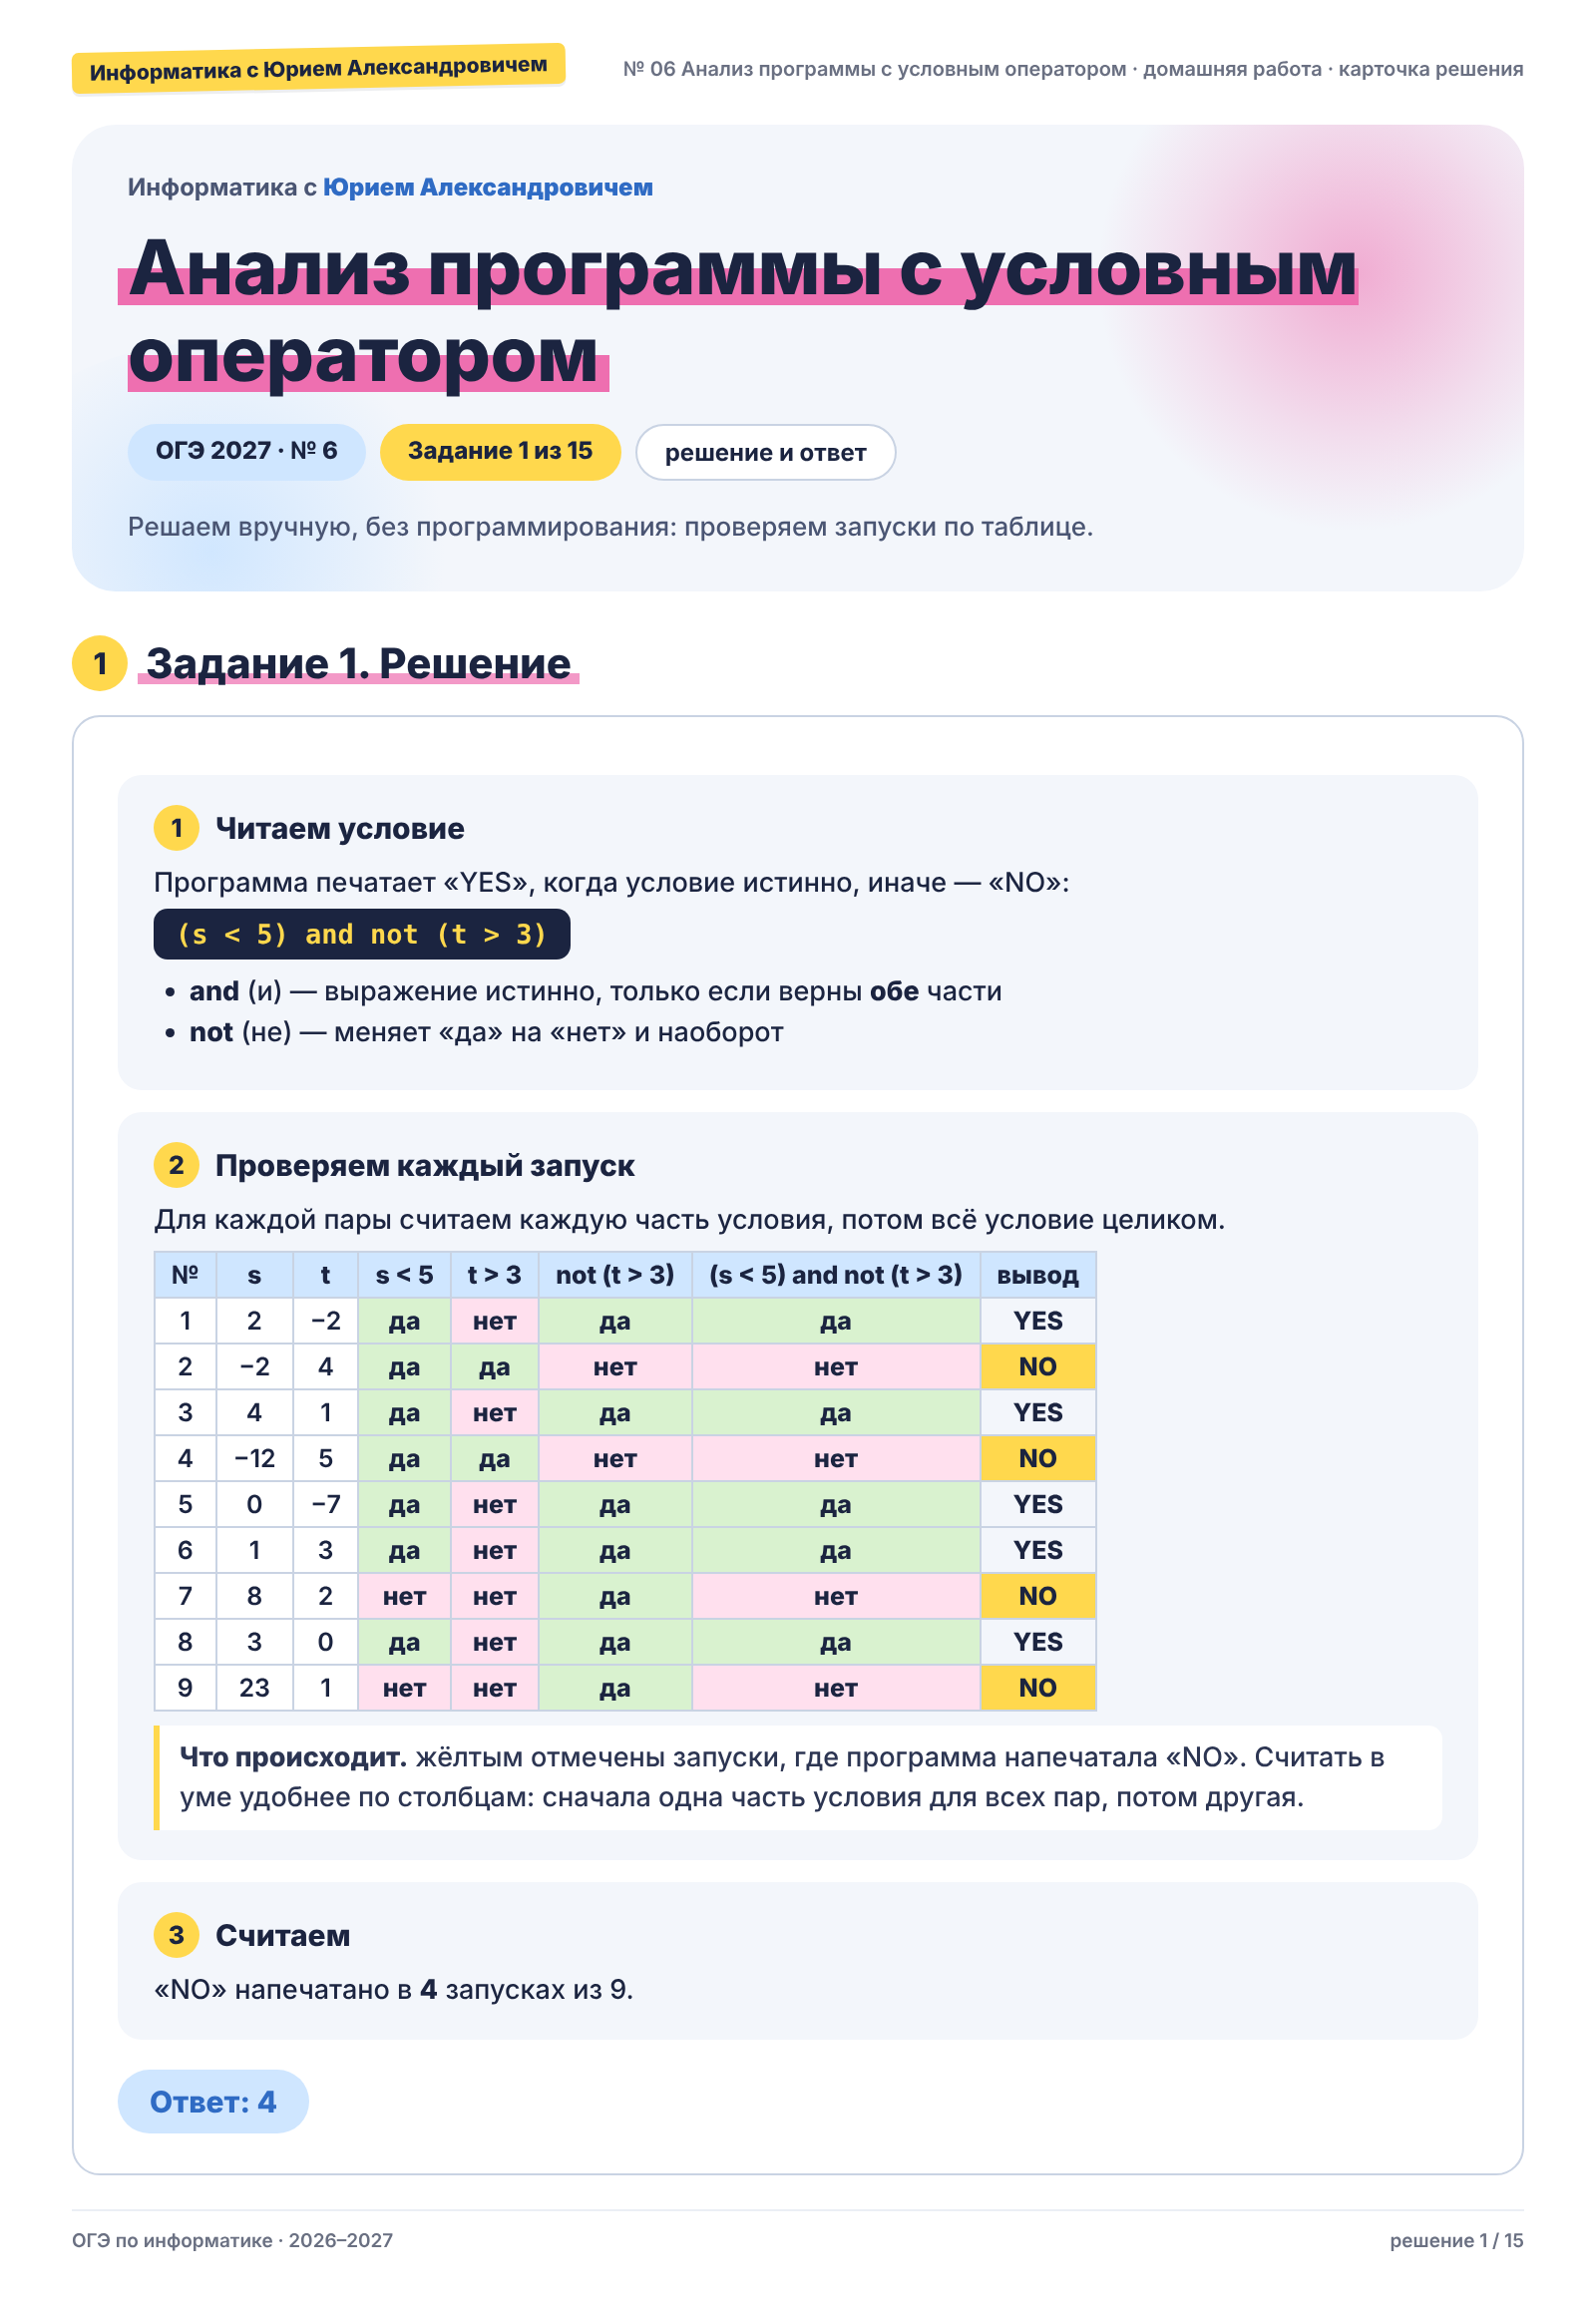 Информатика с Юрием Александровичем
№ 06 Анализ программы с условным оператором · домашняя работа · карточка решения
Информатика с Юрием Александровичем
Анализ программы с условным
оператором
ОГЭ 2027 · № 6
Задание 1 из 15
решение и ответ
Решаем вручную, без программирования: проверяем запуски по таблице.
1 Задание 1. Решение
1 Читаем условие
Программа печатает «YES», когда условие истинно, иначе — «NO»:
(s < 5) and not (t > 3)
• and (и) — выражение истинно, только если верны обе части
• not (не) — меняет «да» на «нет» и наоборот
2 Проверяем каждый запуск
Для каждой пары считаем каждую часть условия, потом всё условие целиком.
№ s t s < 5 t > 3 not (t > 3) (s < 5) and not (t > 3) вывод
1 2 −2 да нет да да YES
2 −2 4 да да нет нет NO
3 4 1 да нет да да YES
4 −12 5 да да нет нет NO
5 0 −7 да нет да да YES
6 1 3 да нет да да YES
7 8 2 нет нет да нет NO
8 3 0 да нет да да YES
9 23 1 нет нет да нет NO
Что происходит. жёлтым отмечены запуски, где программа напечатала «NO». Считать в
уме удобнее по столбцам: сначала одна часть условия для всех пар, потом другая.
3 Считаем
«NO» напечатано в 4 запусках из 9.
Ответ: 4
ОГЭ по информатике · 2026–2027
решение 1 / 15